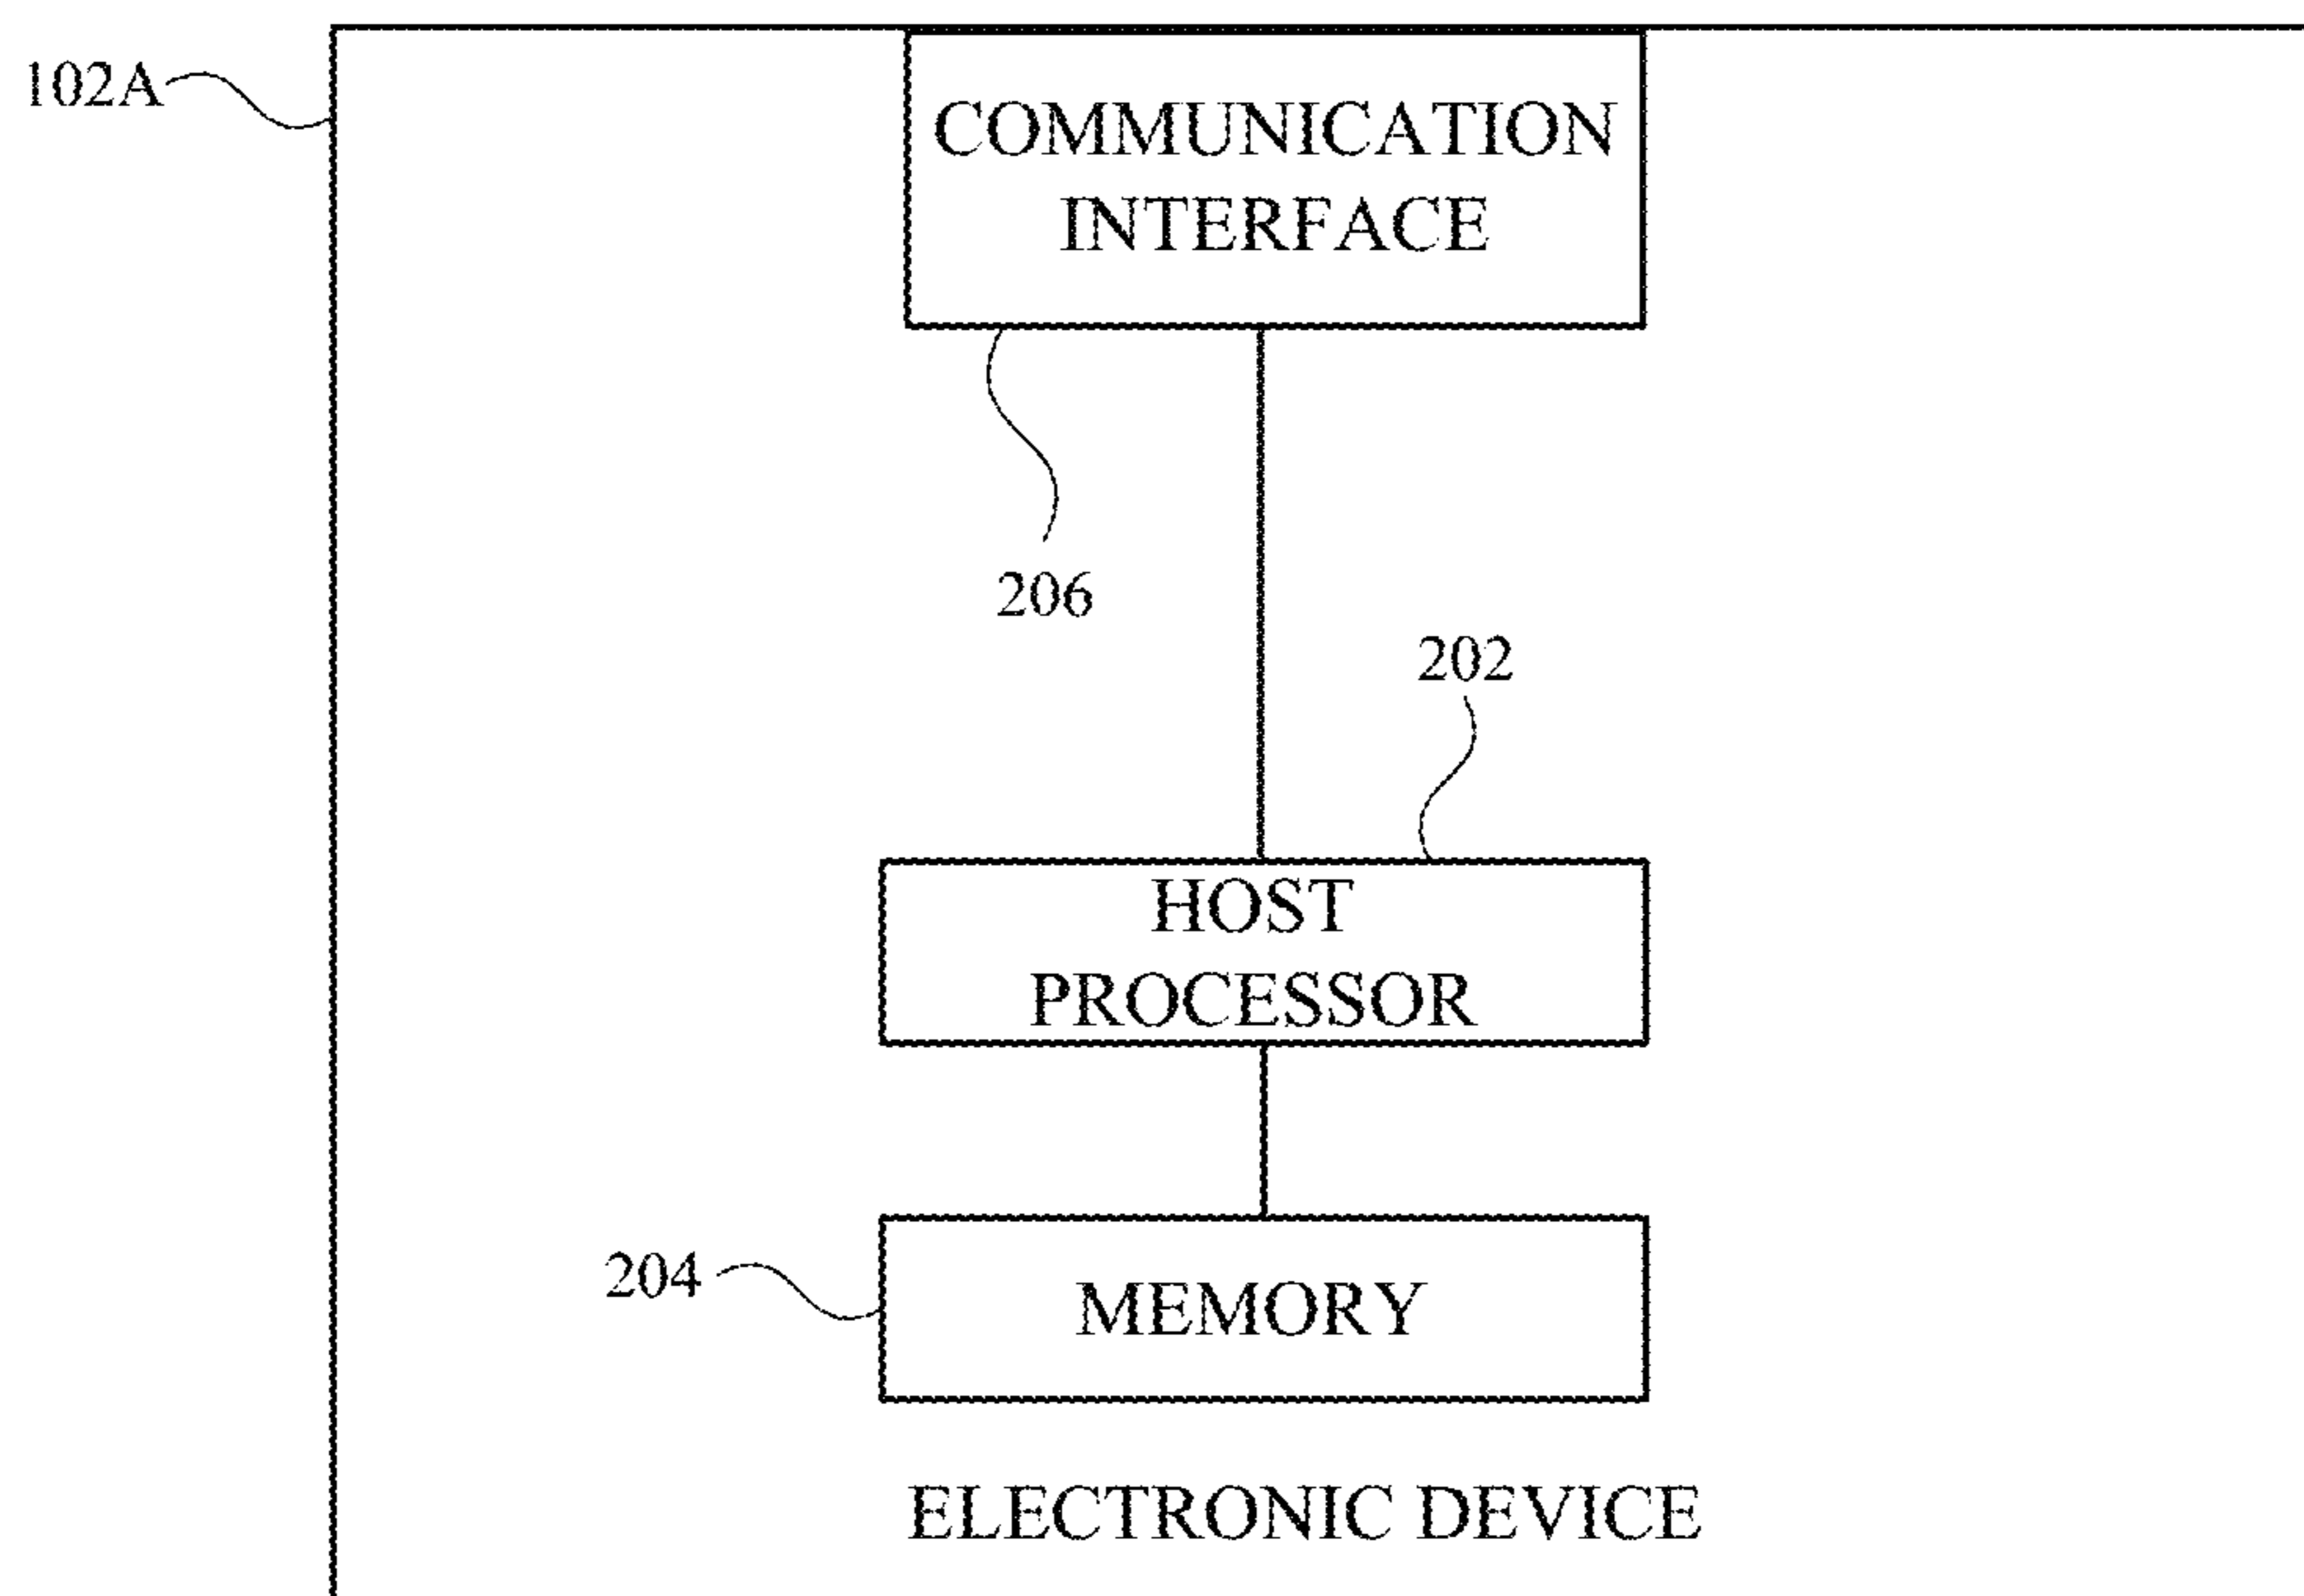 102A
COMMUNICATION
INTERFACE
206
202
HOST
PROCESSOR
204
MEMORY
ELECTRONIC DEVICE